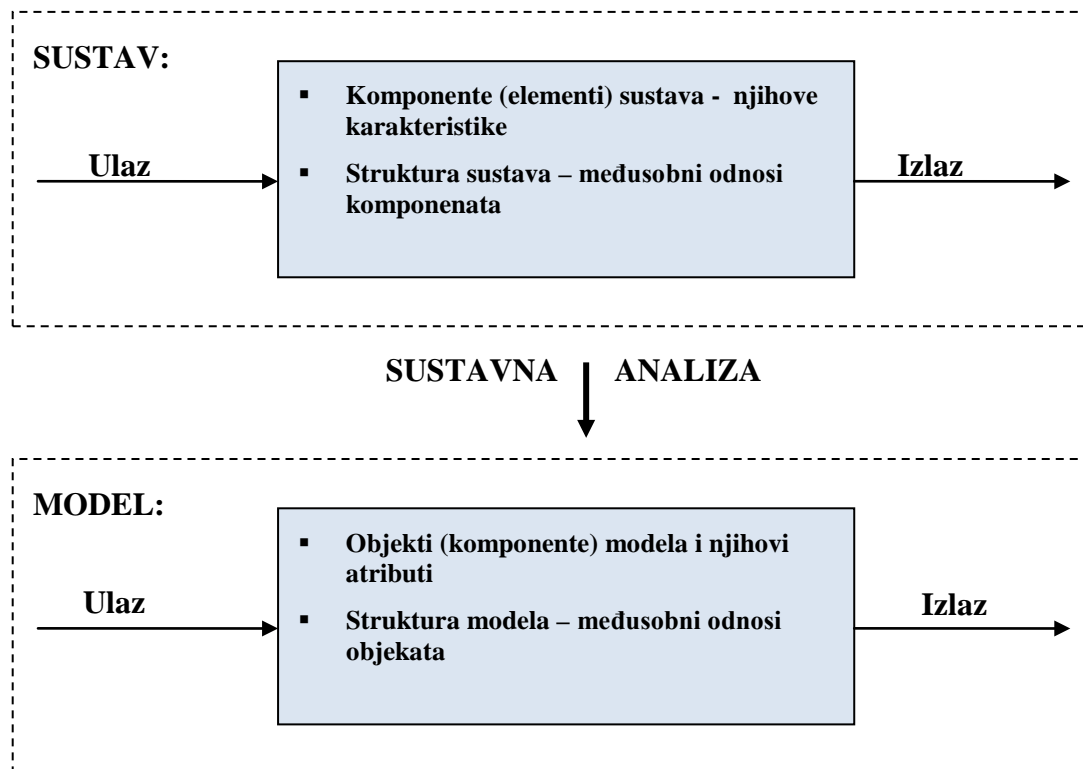 SUSTAV:
▪ Komponente (elementi) sustava - njihove
karakteristike
Ulaz
▪ Struktura sustava – međusobni odnosi
komponenata
Izlaz
SUSTAVNA ANALIZA
MODEL:
▪ Objekti (komponente) modela i njihovi
atributi
Ulaz
▪ Struktura modela – međusobni odnosi
objekata
Izlaz